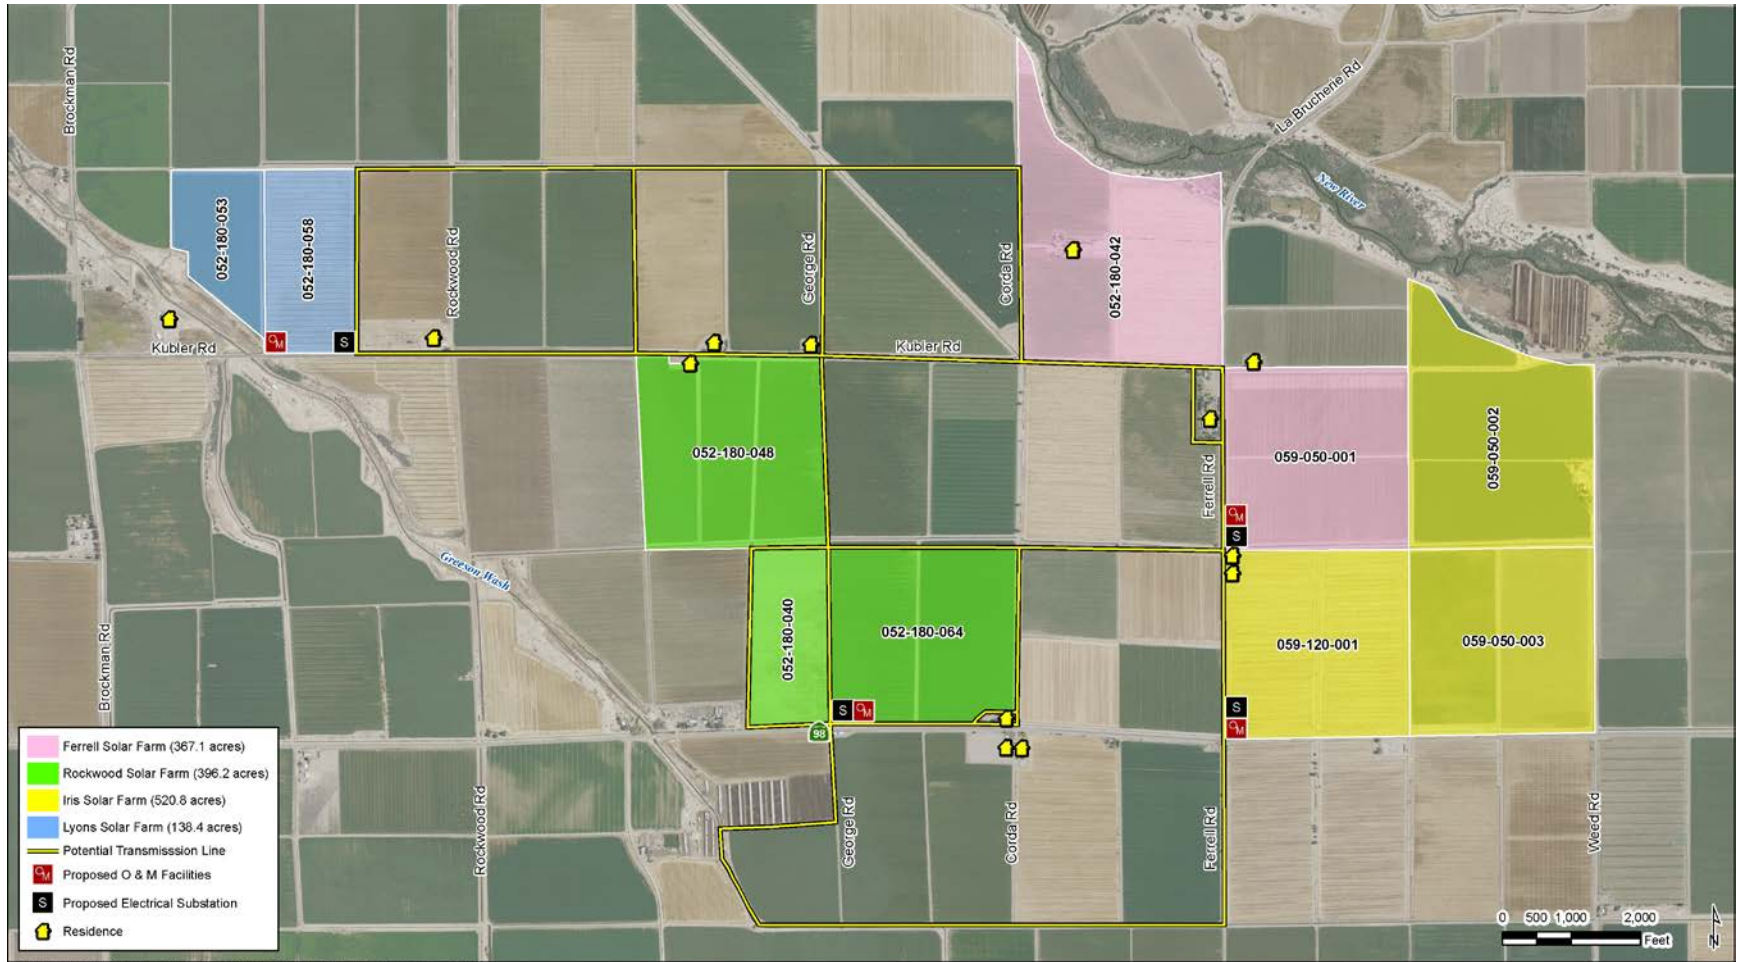 Brockman Rd
La Brucherie Rd
New River
052-180-053
052-180-058
Rockwood Rd
George Rd
Corda Rd
052-180-042
Kubler Rd
Kubler Rd
O M
S
052-180-048
Ferrell Rd
059-050-001
059-050-002
O M
S
Greeson Wash
052-180-040
052-180-064
059-120-001
059-050-003
Brockman Rd
S
O M
S
O M
98
Rockwood Rd
George Rd
Corda Rd
Ferrell Rd
Weed Rd
Ferrell Solar Farm (367.1 acres)
Rockwood Solar Farm (396.2 acres)
Iris Solar Farm (520.8 acres)
Lyons Solar Farm (138.4 acres)
Potential Transmisssion Line
O M Proposed O & M Facilities
S Proposed Electrical Substation
Residence
0 500 1,000 2,000
Feet
N